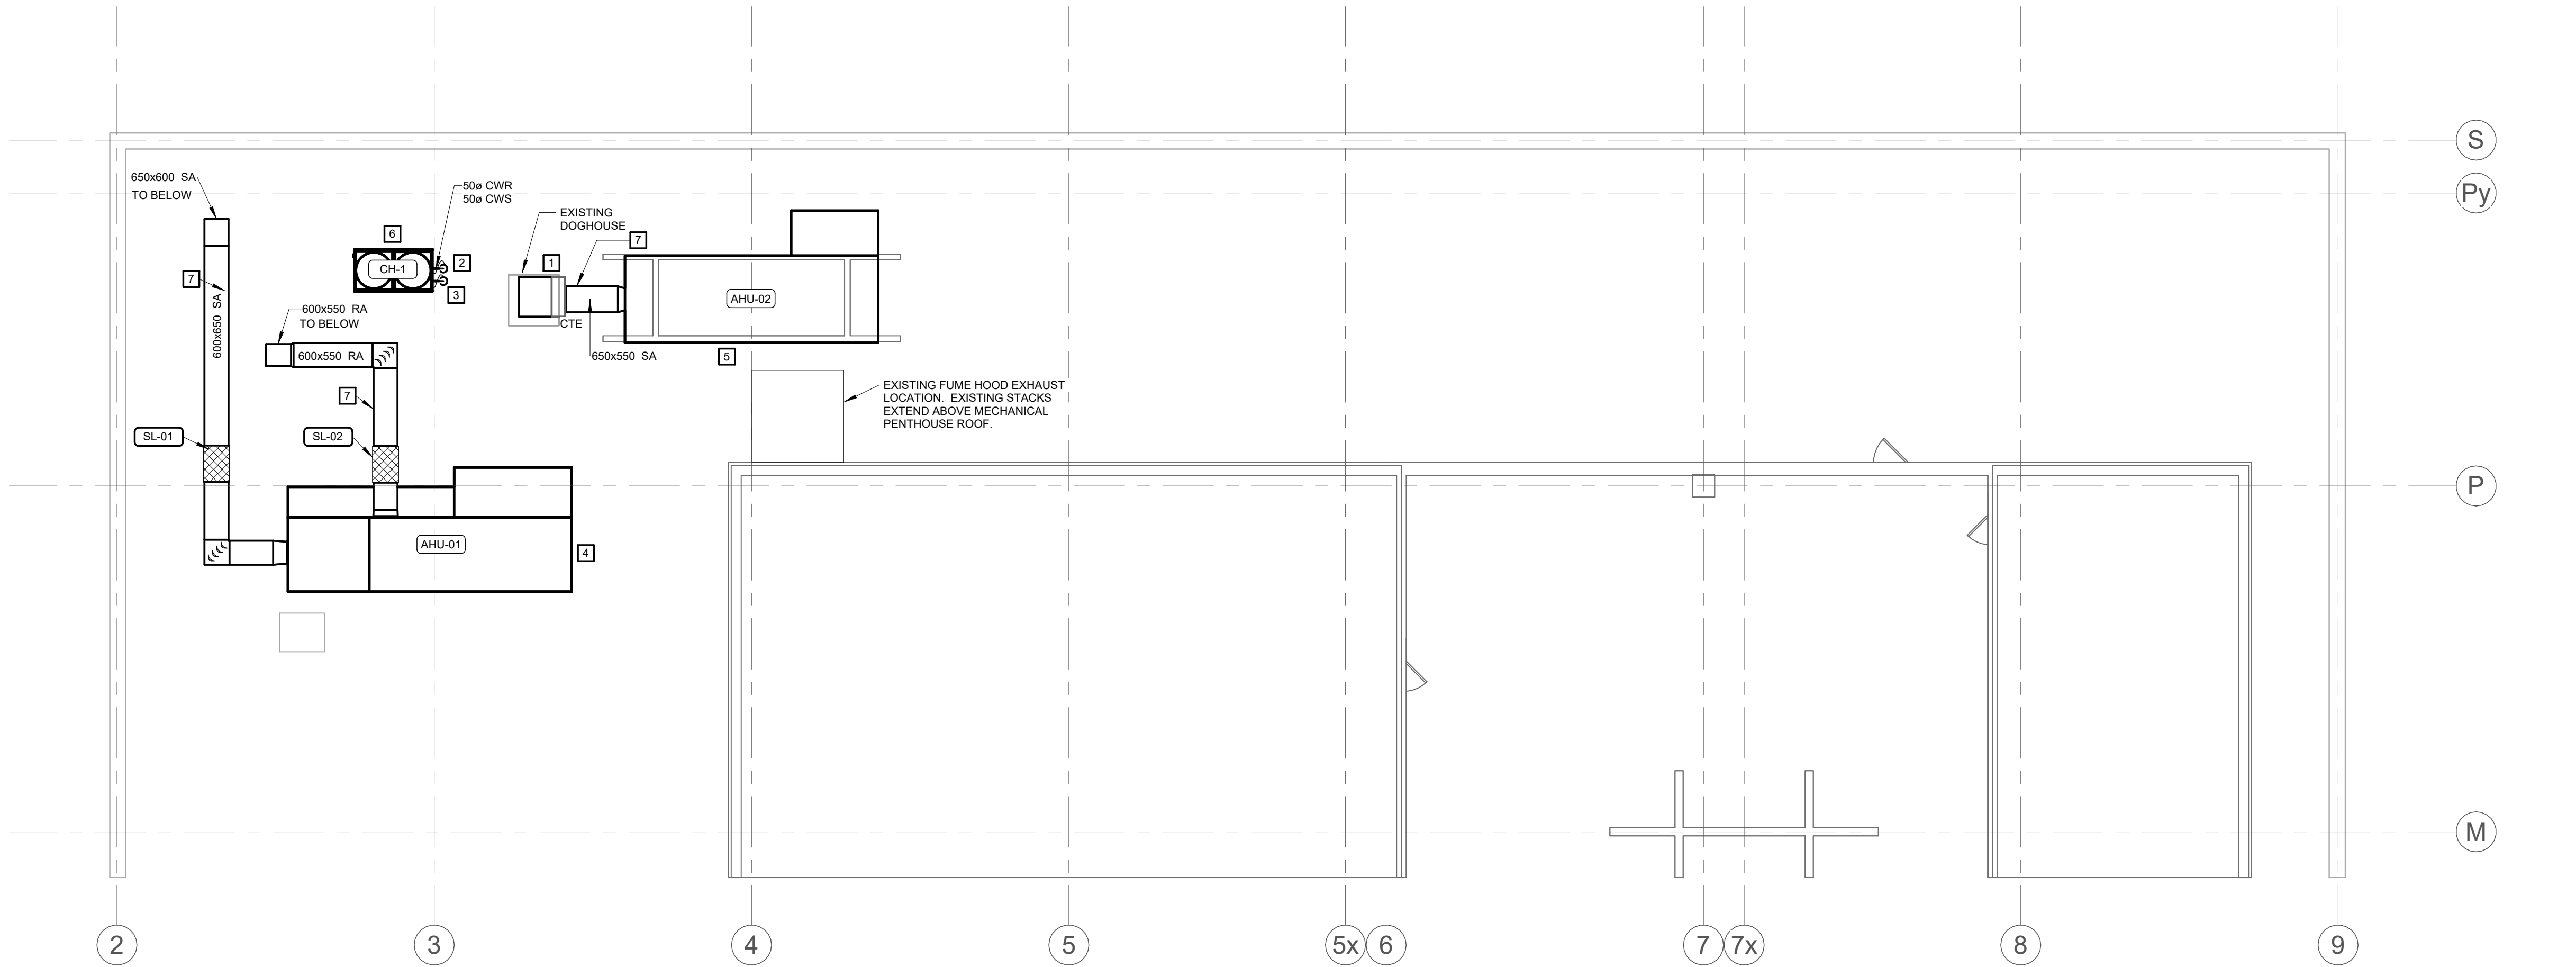 S
Py
650x600 SA
TO BELOW
50ø CWR
50ø CWS
EXISTING
DOGHOUSE
6
7
2
CH-1
1
7
3
AHU-02
600x650 SA
600x550 RA
TO BELOW
CTE
600x550 RA
650x550 SA
5
7
EXISTING FUME HOOD EXHAUST
LOCATION. EXISTING STACKS
EXTEND ABOVE MECHANICAL
PENTHOUSE ROOF.
SL-01
SL-02
P
AHU-01
4
M
2
3
4
5
5x
6
7
7x
8
9